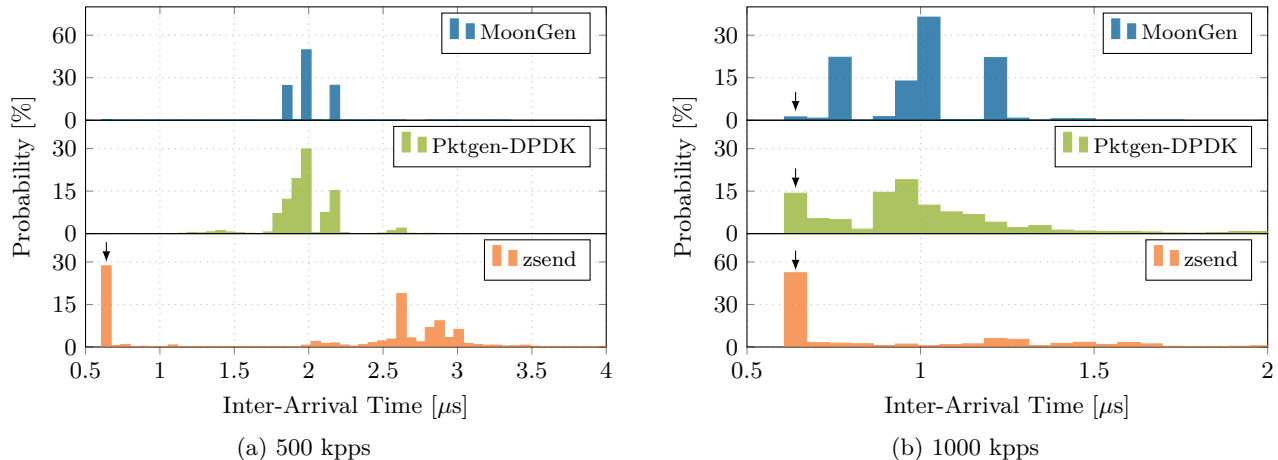 60
30
0
MoonGen
30
15
0
Pktgen-DPDK
30
15
0
zsend
Probability [%]
0.5 1 1.5 2 2.5 3 3.5 4
Inter-Arrival Time [μs]
(a) 500 kpps
30
15
0
MoonGen
30
15
0
Pktgen-DPDK
60
30
0
zsend
Probability [%]
0.5 1 1.5 2
Inter-Arrival Time [μs]
(b) 1000 kpps